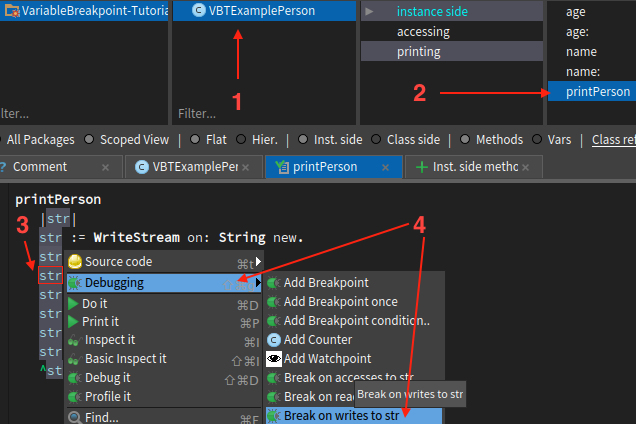 VariableBreakpoint-Tutoria
VBTExamplePerson
instance side
accessing
printing
age
age:
name
name:
printPerson
1
2
lter...
Filter...
All Packages
Scoped View
Flat
Hier.
Inst. side
Class side
Methods
Vars
Class ref
? Comment ×
VBTExamplePer ×
printPerson ×
Inst. side metho ×
printPerson
|str|
str := WriteStream on: String new.
str
str
str
str
str
str
^st
3
4
Source code ⌘t
Debugging
Do it ⌘D
Print it ⌘P
Inspect it ⌘I
Basic Inspect it ⇧⌘I
Debug it ⇧⌘D
Profile it
Find... ⌘F
Add Breakpoint
Add Breakpoint once
Add Breakpoint condition..
Add Counter
Add Watchpoint
Break on accesses to str
Break on rea
Break on writes to str
Break on writes to str